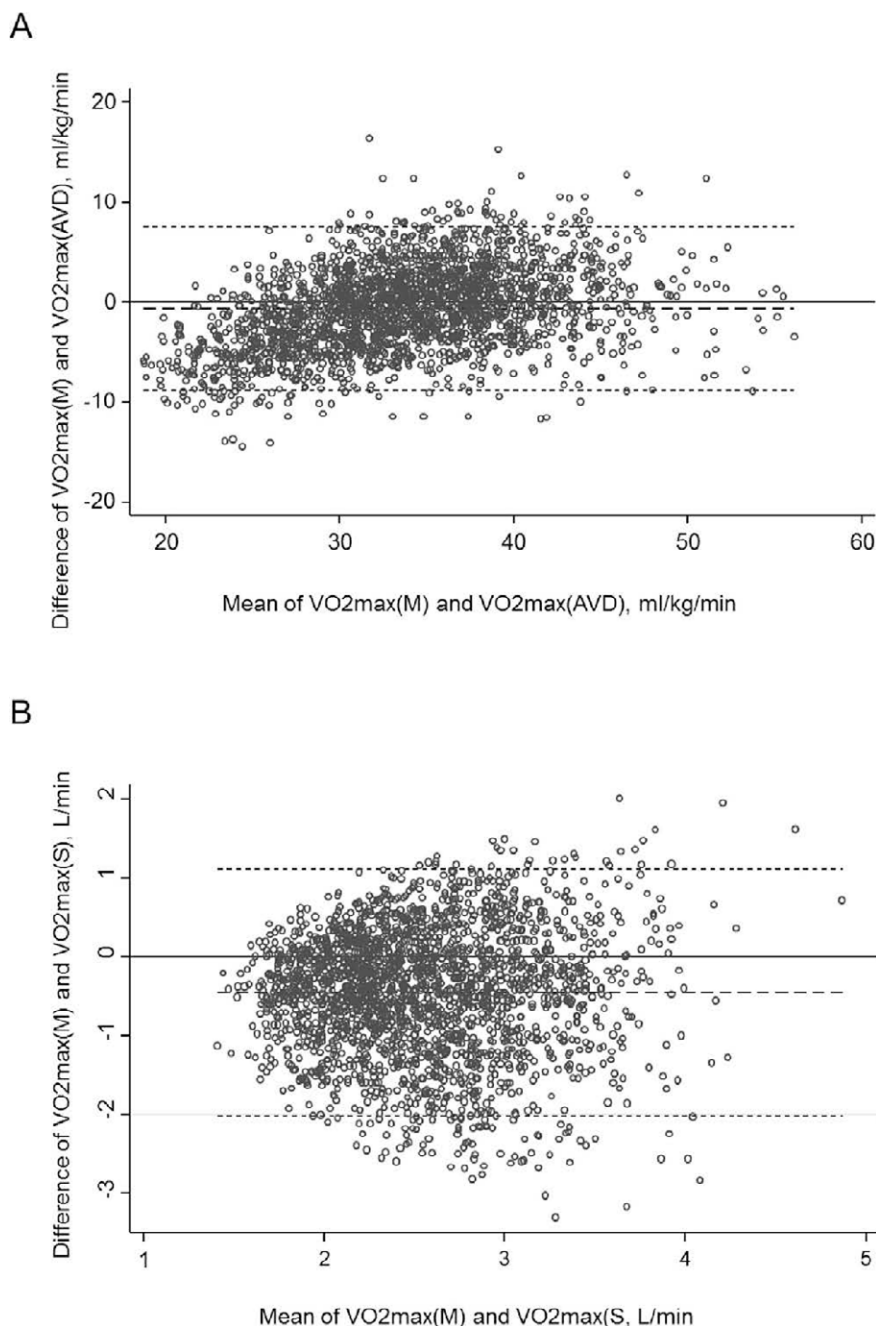 A
Difference of VO2max(M) and VO2max(AVD), ml/kg/min
20
10
0
-10
-20
20 30 40 50 60
Mean of VO2max(M) and VO2max(AVD), ml/kg/min
B
Difference of VO2max(M) and VO2max(S), L/min
2
1
0
-1
-2
-3
1 2 3 4 5
Mean of VO2max(M) and VO2max(S, L/min